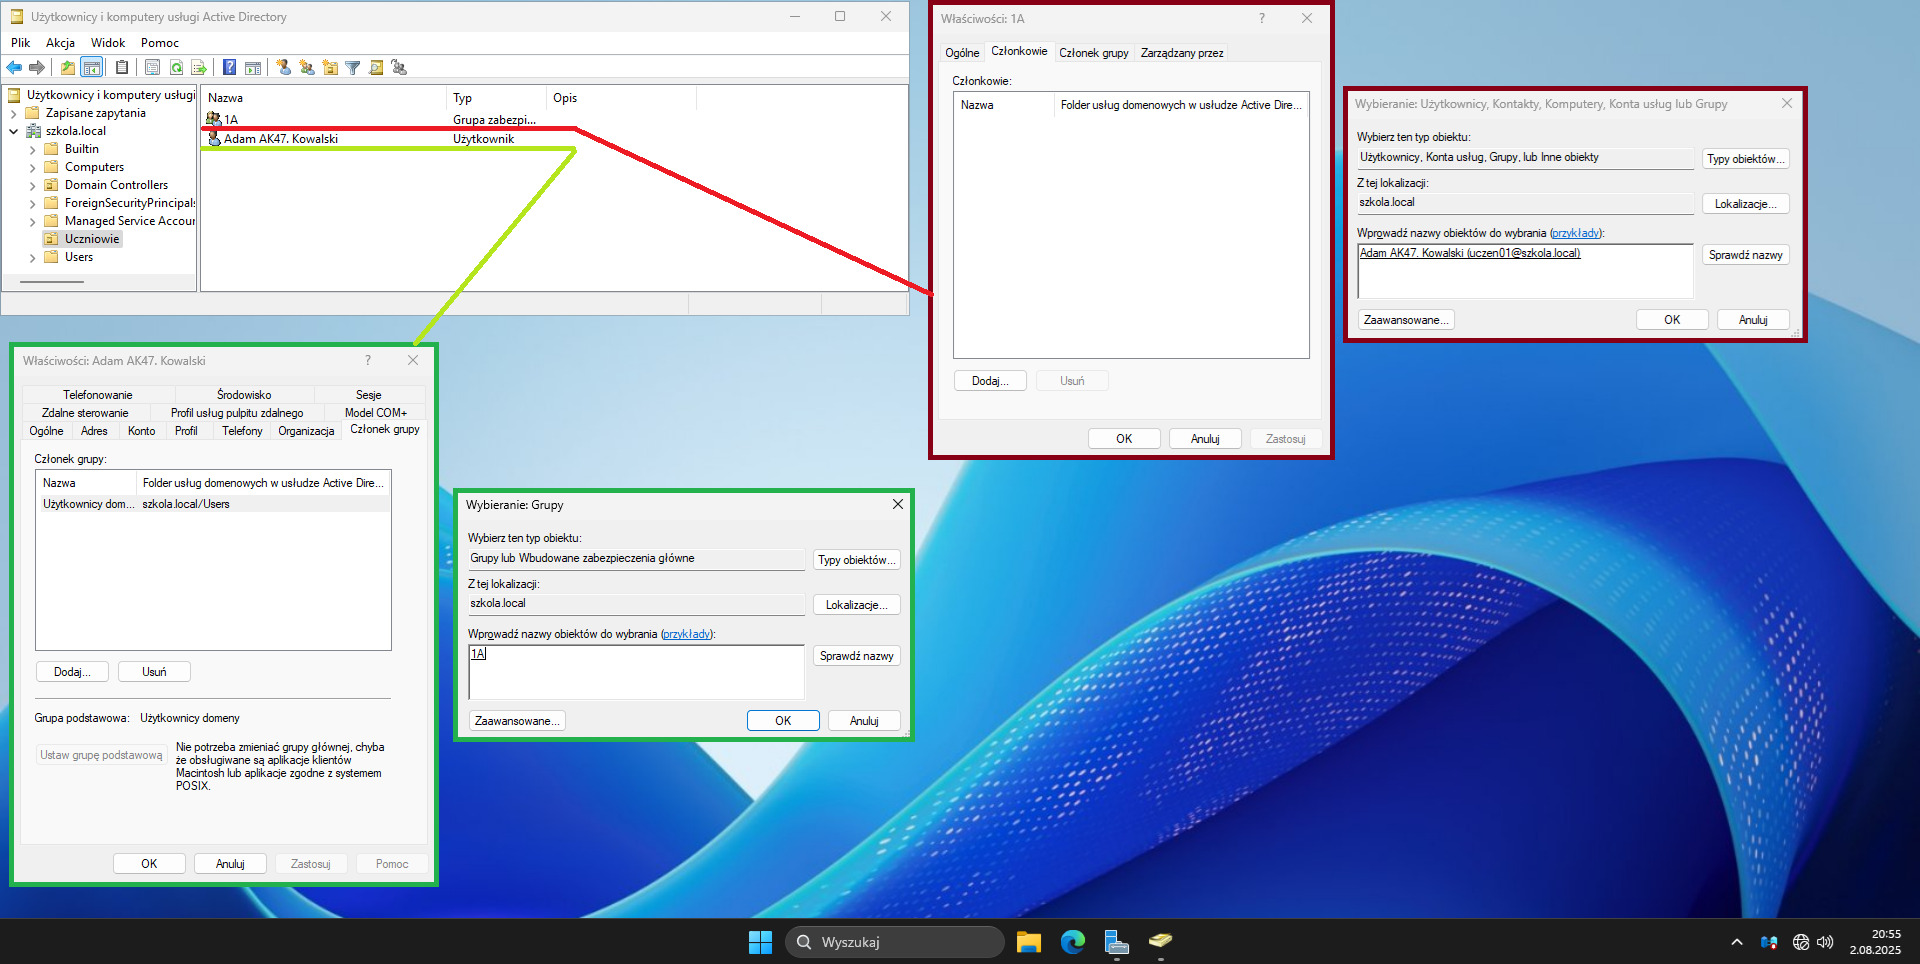 Użytkownicy i komputery usługi Active Directory
Plik Akcja Widok Pomoc
Użytkownicy i komputery usługi
Zapisane zapytania
szkola.local
Builtin
Computers
Domain Controllers
ForeignSecurityPrincipals
Managed Service Accour
Uczniowie
Users
Nazwa Typ Opis
1A Grupa zabezpi...
Adam AK47. Kowalski Użytkownik
Właściwości: 1A
Ogólne Członkowie Członek grupy Zarządzany przez
Członkowie:
Nazwa Folder usług domenowych w usłudze Active Dire...
Dodaj... Usuń
OK Anuluj Zastosuj
Wybieranie: Użytkownicy, Kontakty, Komputery, Konta usług lub Grupy
Wybierz ten typ obiektu:
Użytkownicy, Konta usług, Grupy, lub Inne obiekty Typy obiektów...
Z tej lokalizacji:
szkola.local Lokalizacje...
Wprowadź nazwy obiektów do wybrania (przykłady):
Adam AK47. Kowalski (uczen01@szkola.local) Sprawdź nazwy
Zaawansowane... OK Anuluj
Właściwości: Adam AK47. Kowalski
Telefonowanie Środowisko Sesje
Zdalne sterowanie Profil usług pulpitu zdalnego Model COM+
Ogólne Adres Konto Profil Telefony Organizacja Członek grupy
Członek grupy:
Nazwa Folder usług domenowych w usłudze Active Dire...
Użytkownicy dom... szkola.local/Users
Dodaj... Usuń
Grupa podstawowa: Użytkownicy domeny
Ustaw grupę podstawową
Nie potrzeba zmieniać grupy głównej, chyba
że obsługiwane są aplikacje klientów
Macintosh lub aplikacje zgodne z systemem
POSIX.
OK Anuluj Zastosuj Pomoc
Wybieranie: Grupy
Wybierz ten typ obiektu:
Grupy lub Wbudowane zabezpieczenia główne Typy obiektów...
Z tej lokalizacji:
szkola.local Lokalizacje...
Wprowadź nazwy obiektów do wybrania (przykłady):
1A Sprawdź nazwy
Zaawansowane... OK Anuluj
Wyszukaj
20:55
2.08.2025